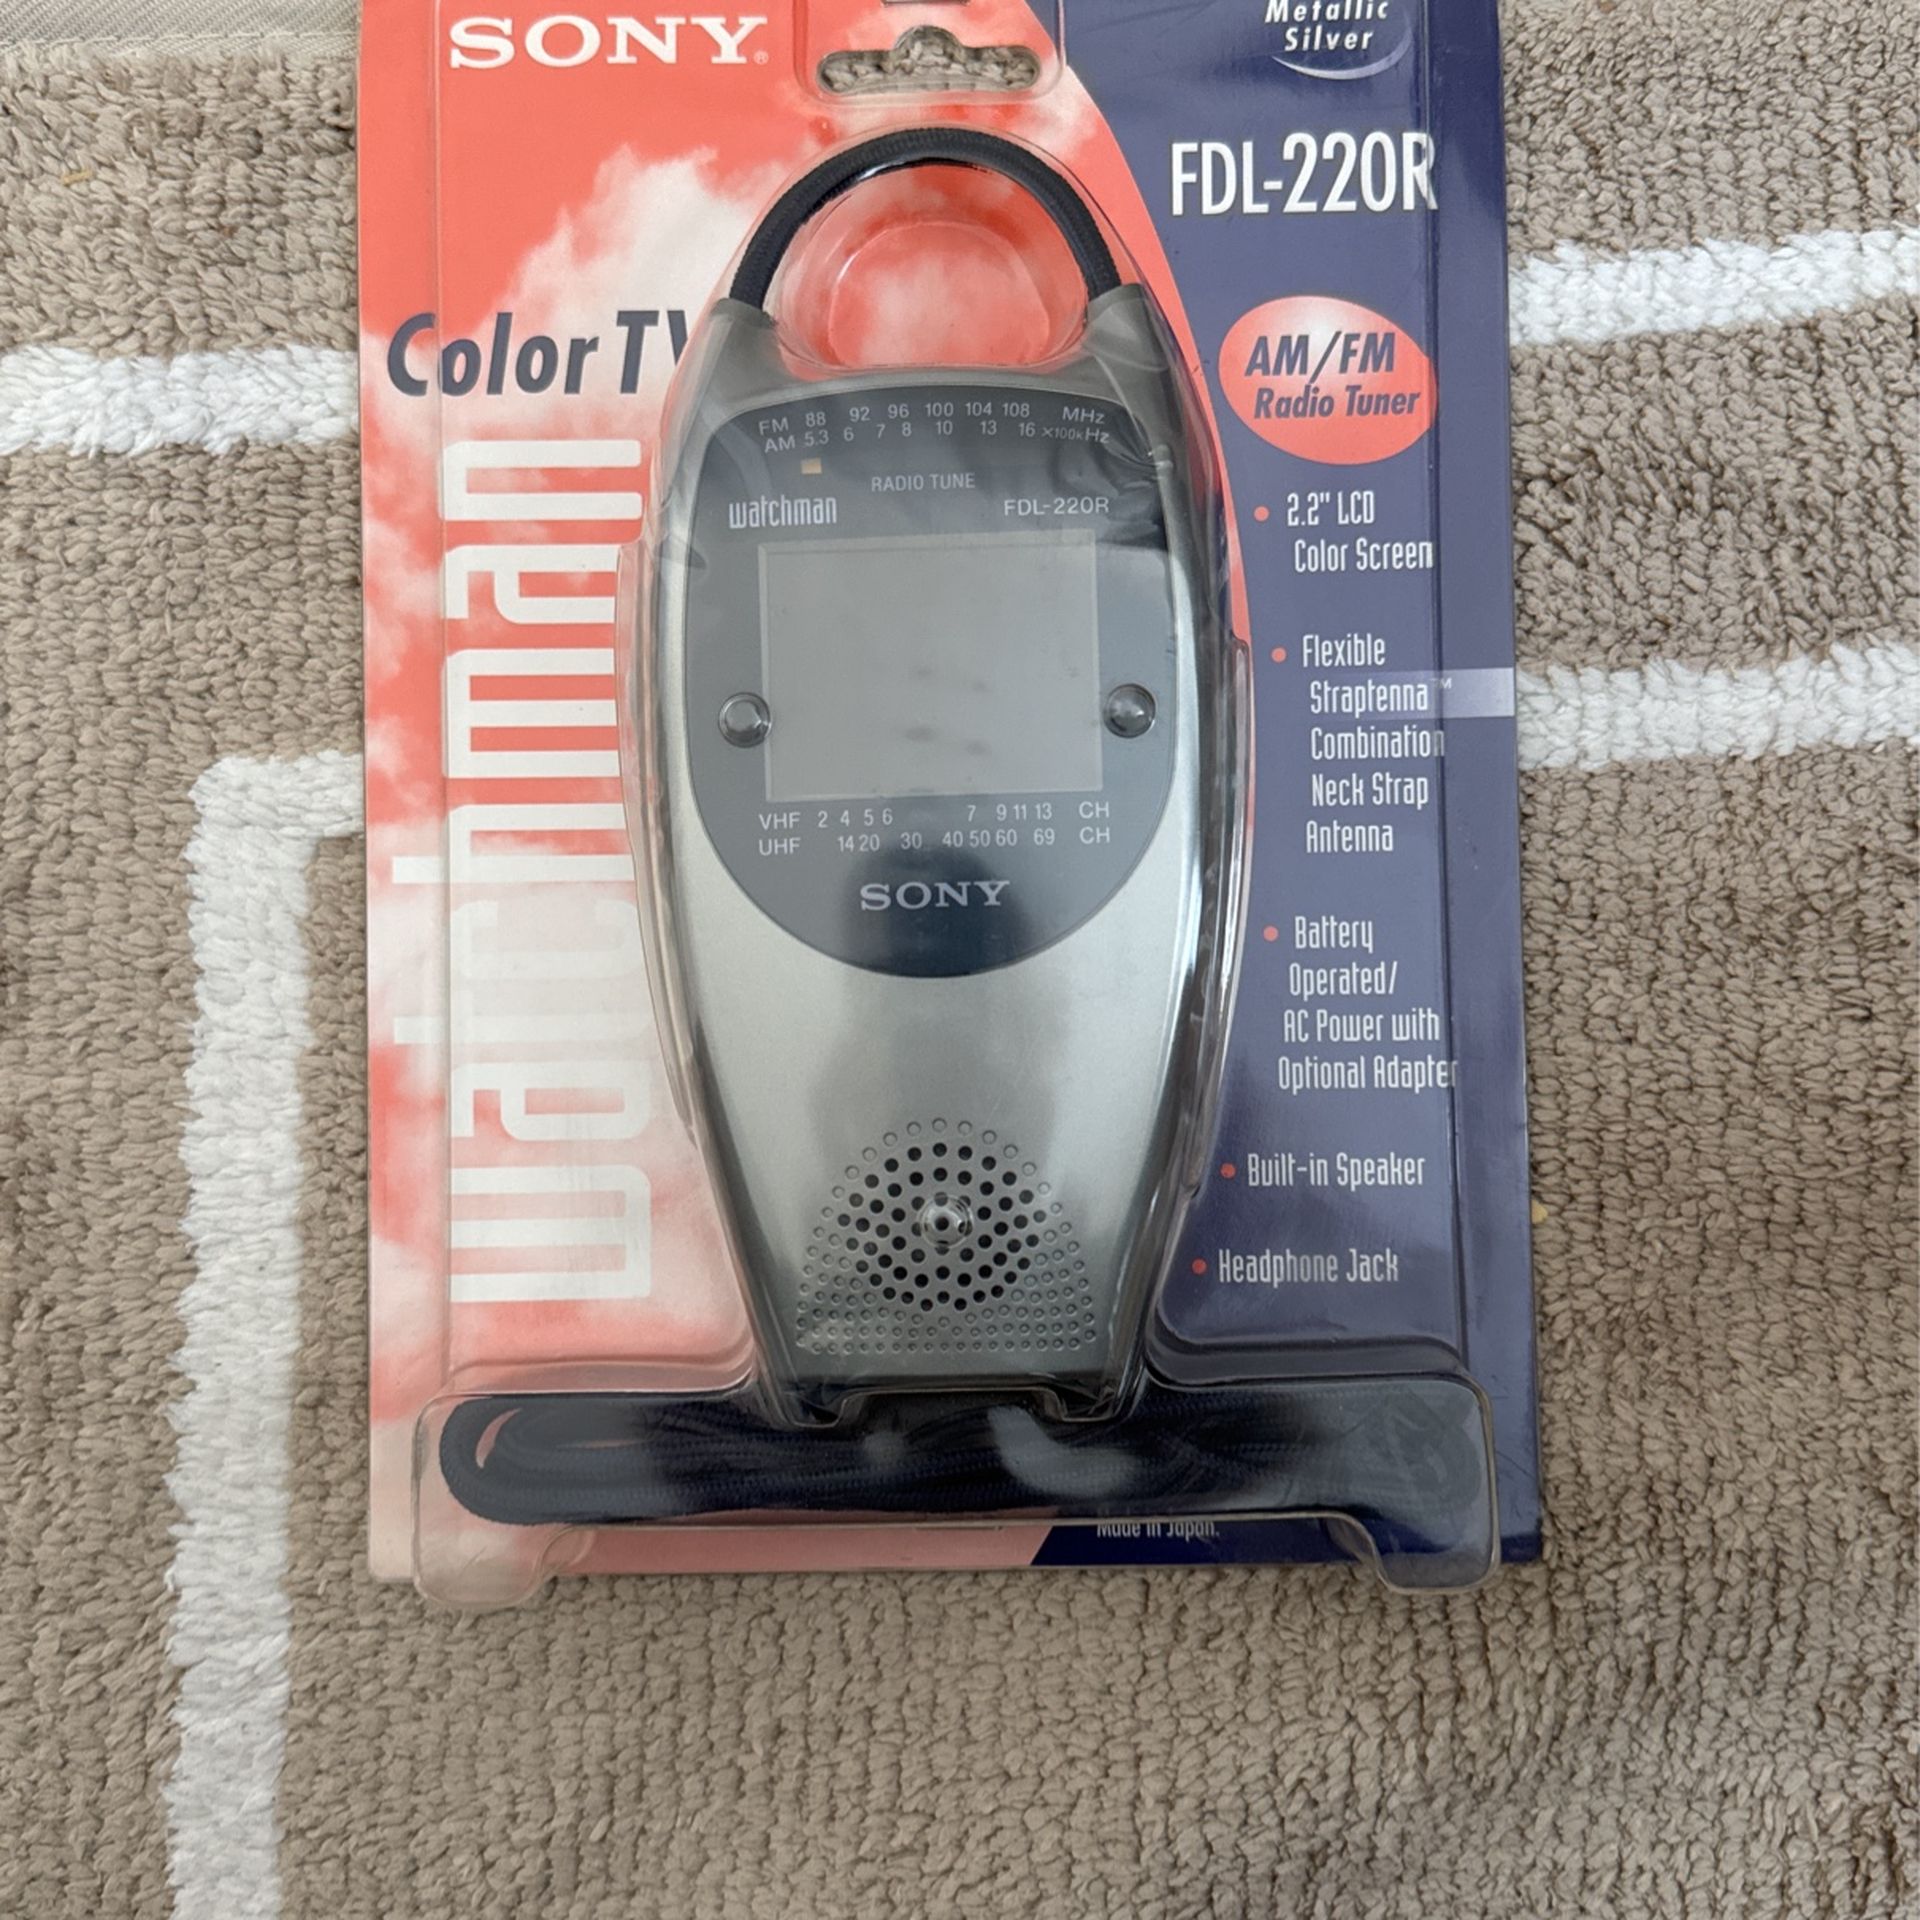 SONY®
Metallic
Silver
FDL-220R
Color TV
watchman
AM/FM
Radio Tuner
FM 88 92 96 100 104 108 MHz
AM 5.3 6 7 8 10 13 16 ×100kHz
RADIO TUNE
watchman FDL-220R
VHF 2 4 5 6 7 9 11 13 CH
UHF 14 20 30 40 50 60 69 CH
SONY
• 2.2" LCD
Color Screen
• Flexible
Straptenna™
Combination
Neck Strap
Antenna
• Battery
Operated/
AC Power with
Optional Adapter
• Built-in Speaker
• Headphone Jack
Made in Japan.